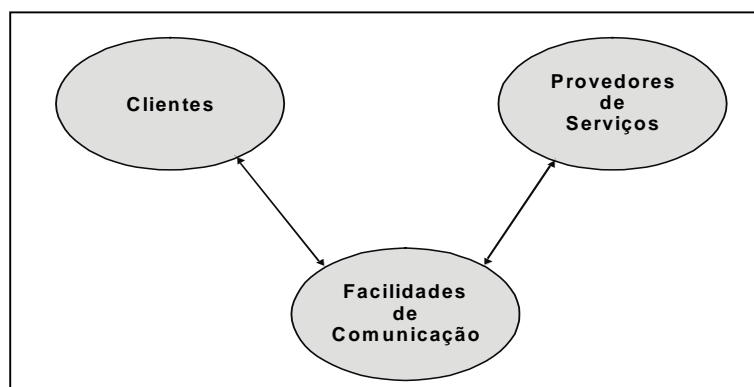 Clientes
Provedores
de
Serviços
Facilidades
de
Comunicação